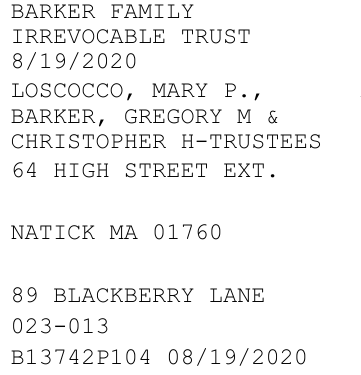 BARKER FAMILY
IRREVOCABLE TRUST
8/19/2020
LOSCOCCO, MARY P.,
BARKER, GREGORY M &
CHRISTOPHER H-TRUSTEES
64 HIGH STREET EXT.
NATICK MA 01760
89 BLACKBERRY LANE
023-013
B13742P104 08/19/2020